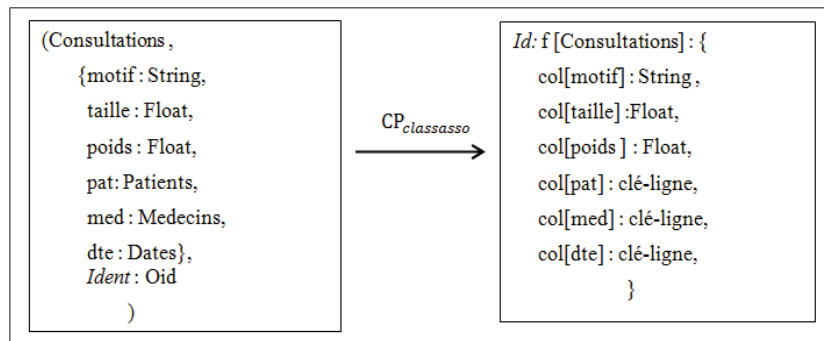 (Consultations,
{motif : String,
taille : Float,
poids : Float,
pat: Patients,
med : Medecins,
dte : Dates},
Ident : Oid
)
CPclassasso
Id: f [Consultations] : {
col[motif] : String ,
col[taille] :Float,
col[poids ] : Float,
col[pat] : clé-ligne,
col[med] : clé-ligne,
col[dte] : clé-ligne,
}